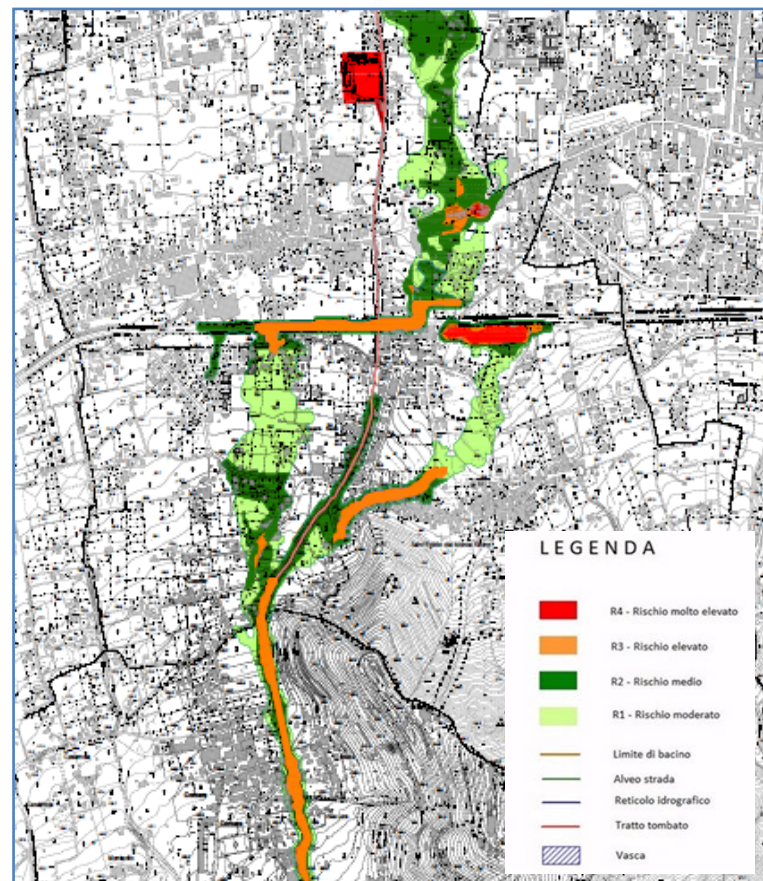 LEGENDA
R4 - Rischio molto elevato
R3 - Rischio elevato
R2 - Rischio medio
R1 - Rischio moderato
Limite di bacino
Alveo strada
Reticolo idrografico
Tratto tombato
Vasca